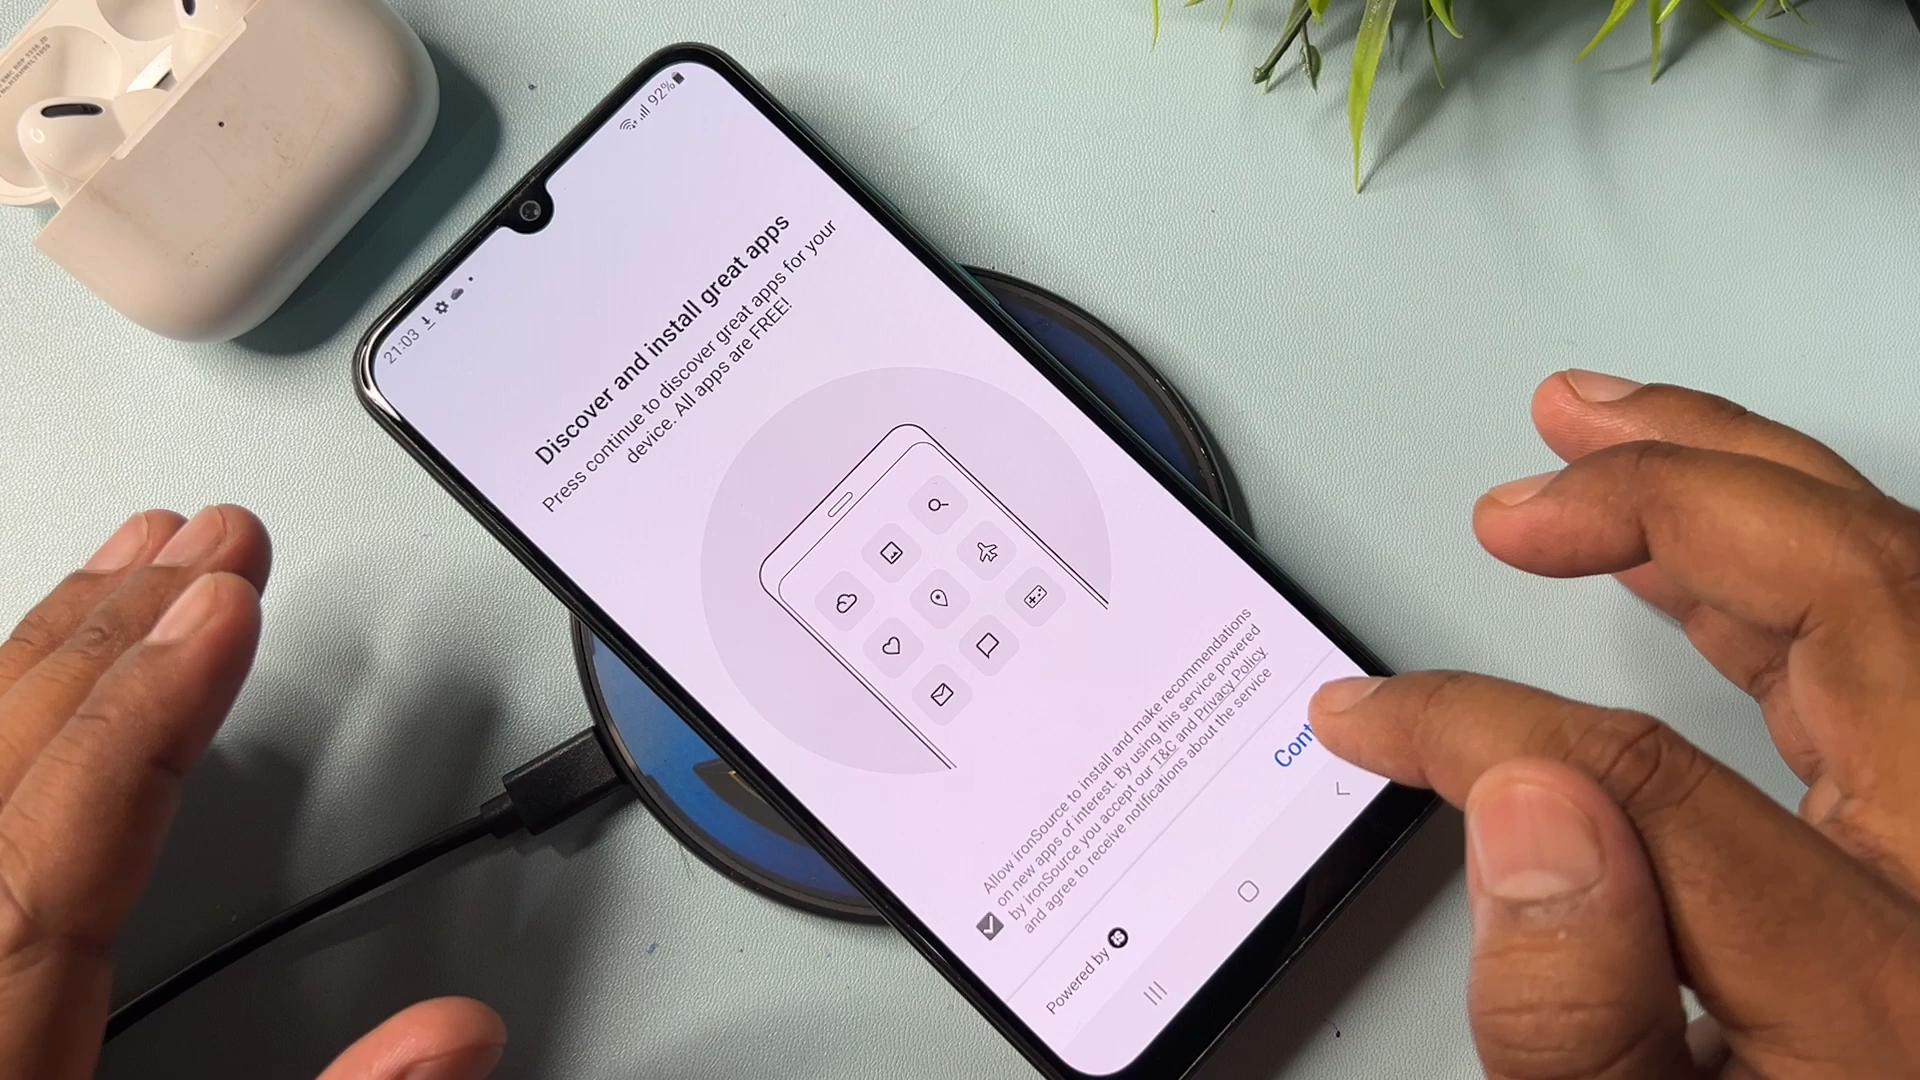 21:03
92%
Discover and install great apps
Press continue to discover great apps for your
device. All apps are FREE!
Allow ironSource to install and make recommendations
on new apps of interest. By using this service powered
by ironSource you accept our T&C and Privacy Policy
and agree to receive notifications about the service
Cont
Powered by iS